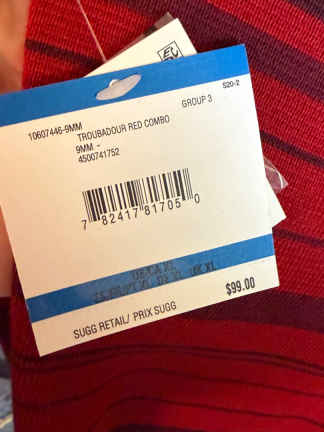 S20-2
GROUP 3
10607446-9MM
TROUBADOUR RED COMBO
9MM -
4500741752
7 82417 81705 0
$99.00
SUGG RETAIL/ PRIX SUGG